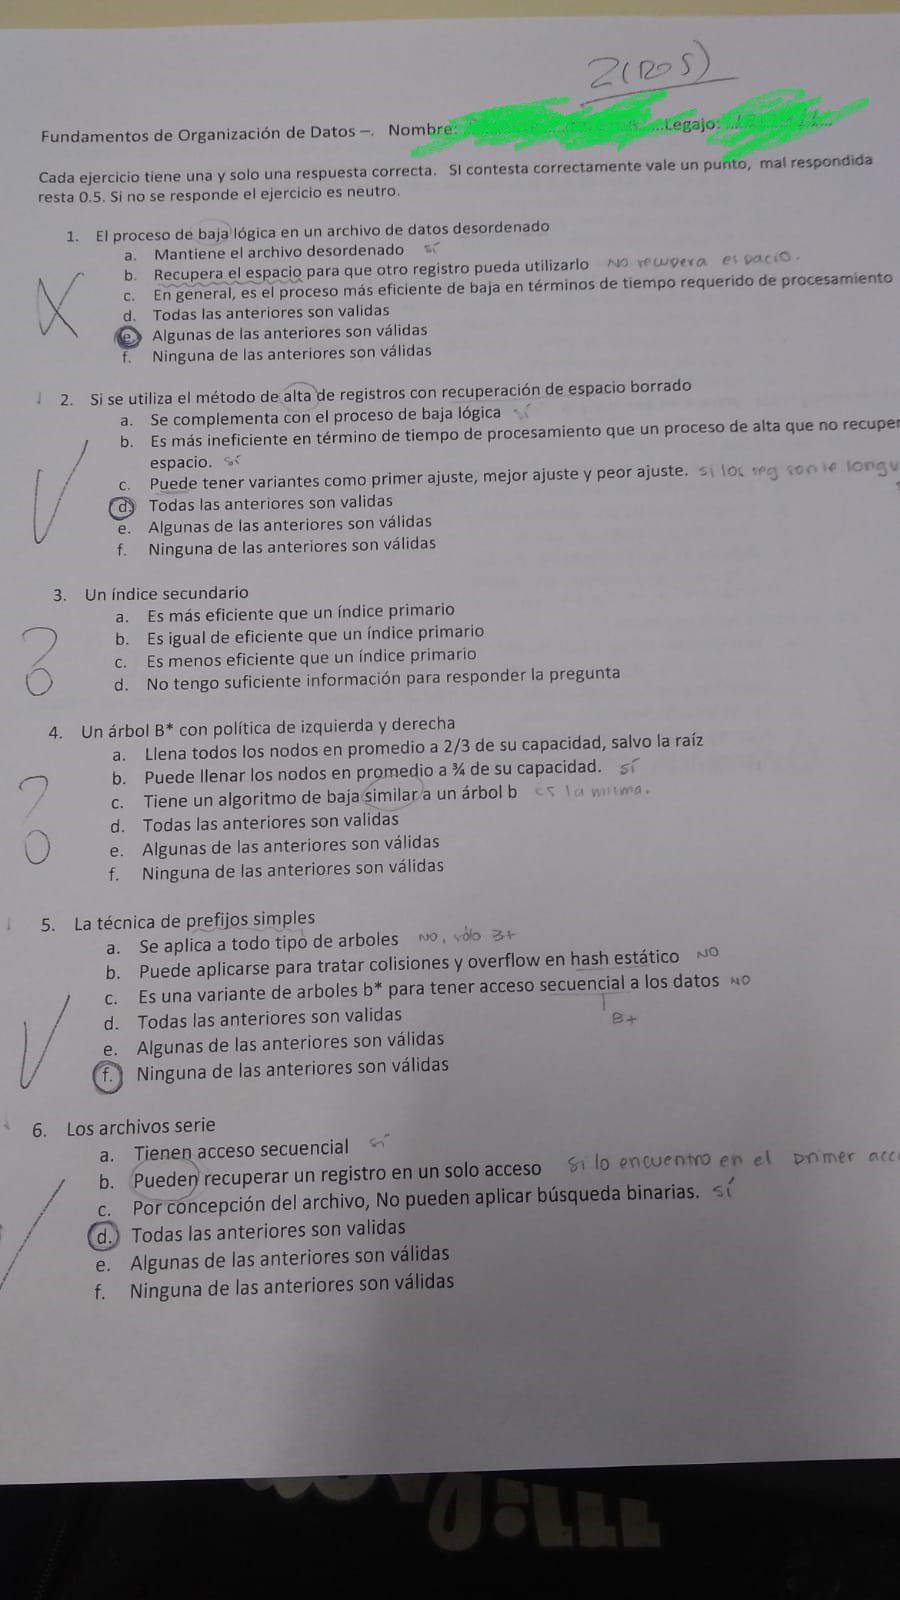 2(DOS)
Fundamentos de Organización de Datos –. Nombre: Legajo:
Cada ejercicio tiene una y solo una respuesta correcta. SI contesta correctamente vale un punto, mal respondida
resta 0.5. Si no se responde el ejercicio es neutro.
1. El proceso de baja lógica en un archivo de datos desordenado
a. Mantiene el archivo desordenado sí
b. Recupera el espacio para que otro registro pueda utilizarlo NO recupera espacio.
c. En general, es el proceso más eficiente de baja en términos de tiempo requerido de procesamiento
d. Todas las anteriores son validas
e. Algunas de las anteriores son válidas
f. Ninguna de las anteriores son válidas
2. Si se utiliza el método de alta de registros con recuperación de espacio borrado
a. Se complementa con el proceso de baja lógica sí
b. Es más ineficiente en término de tiempo de procesamiento que un proceso de alta que no recuper
espacio. sí
c. Puede tener variantes como primer ajuste, mejor ajuste y peor ajuste. si los reg son de longu
d. Todas las anteriores son validas
e. Algunas de las anteriores son válidas
f. Ninguna de las anteriores son válidas
3. Un índice secundario
a. Es más eficiente que un índice primario
b. Es igual de eficiente que un índice primario
c. Es menos eficiente que un índice primario
d. No tengo suficiente información para responder la pregunta
?
4. Un árbol B* con política de izquierda y derecha
a. Llena todos los nodos en promedio a 2/3 de su capacidad, salvo la raíz
b. Puede llenar los nodos en promedio a ¾ de su capacidad. sí
c. Tiene un algoritmo de baja similar a un árbol b es la misma.
?
d. Todas las anteriores son validas
e. Algunas de las anteriores son válidas
f. Ninguna de las anteriores son válidas
5. La técnica de prefijos simples
a. Se aplica a todo tipo de arboles NO, sólo B+
b. Puede aplicarse para tratar colisiones y overflow en hash estático NO
c. Es una variante de arboles b* para tener acceso secuencial a los datos NO
B+
d. Todas las anteriores son validas
e. Algunas de las anteriores son válidas
f. Ninguna de las anteriores son válidas
6. Los archivos serie
a. Tienen acceso secuencial sí
b. Pueden recuperar un registro en un solo acceso Si lo encuentro en el primer acc
c. Por concepción del archivo, No pueden aplicar búsqueda binarias. sí
d. Todas las anteriores son validas
e. Algunas de las anteriores son válidas
f. Ninguna de las anteriores son válidas